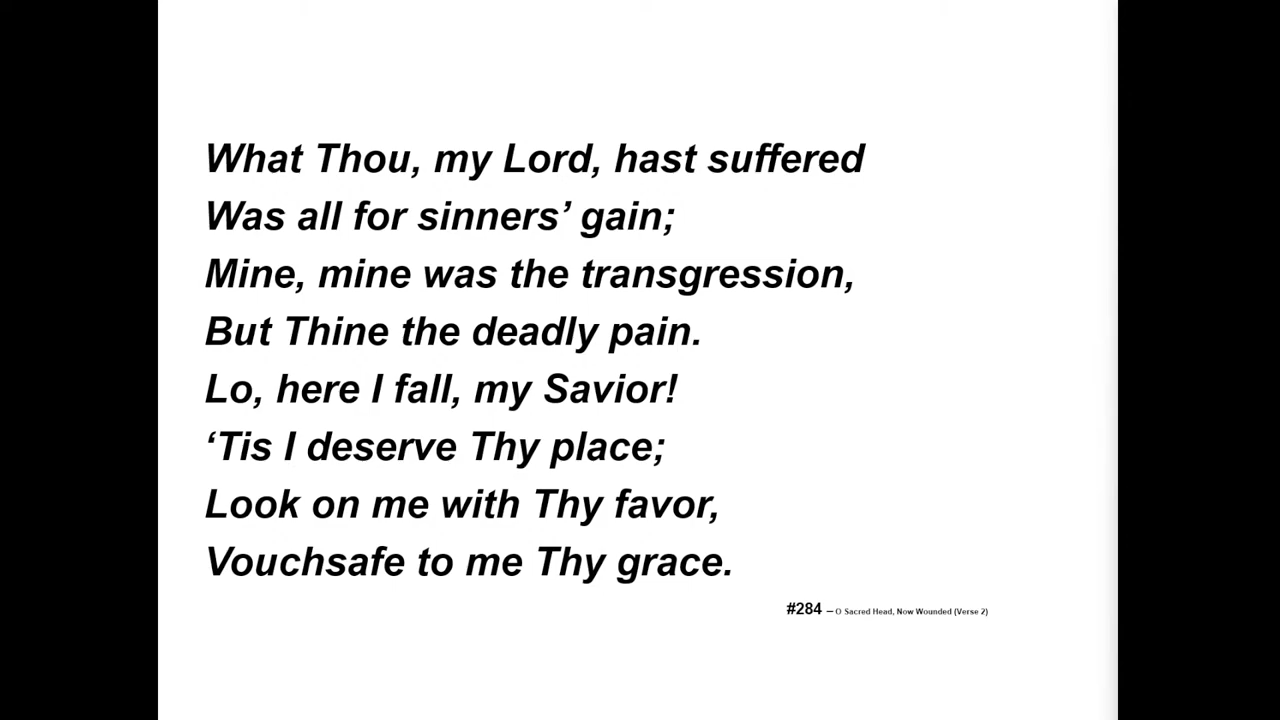 What Thou, my Lord, hast suffered
Was all for sinners’ gain;
Mine, mine was the transgression,
But Thine the deadly pain.
Lo, here I fall, my Savior!
‘Tis I deserve Thy place;
Look on me with Thy favor,
Vouchsafe to me Thy grace.
#284 – O Sacred Head, Now Wounded (Verse 2)